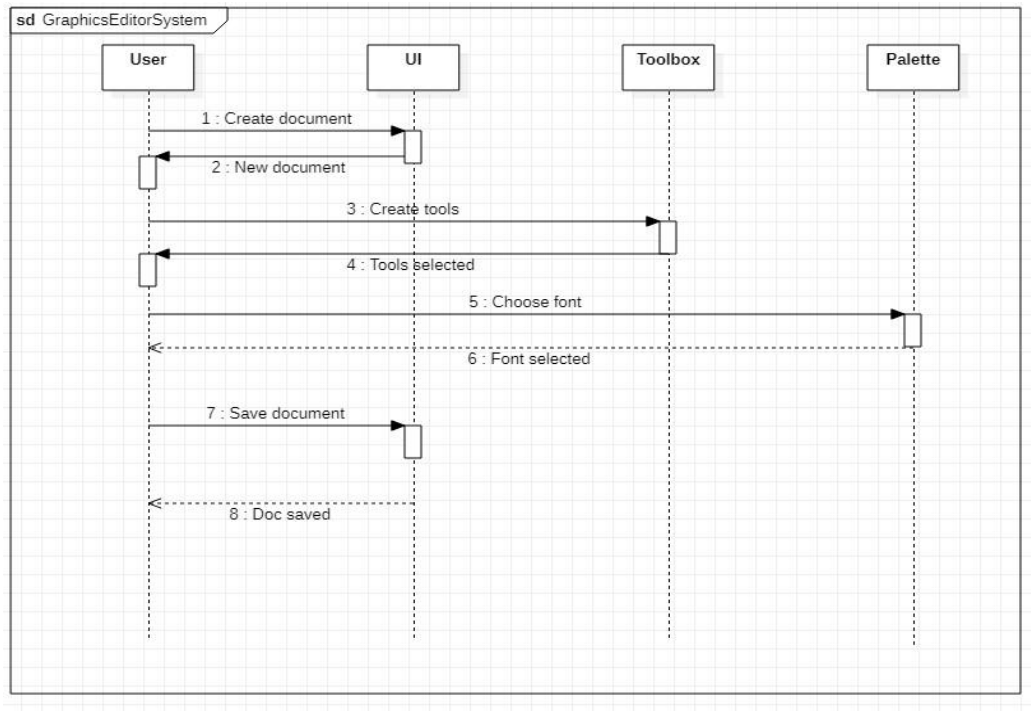 sd GraphicsEditorSystem
User
UI
Toolbox
Palette
1 : Create document
2 : New document
3 : Create tools
4 : Tools selected
5 : Choose font
6 : Font selected
7 : Save document
8 : Doc saved